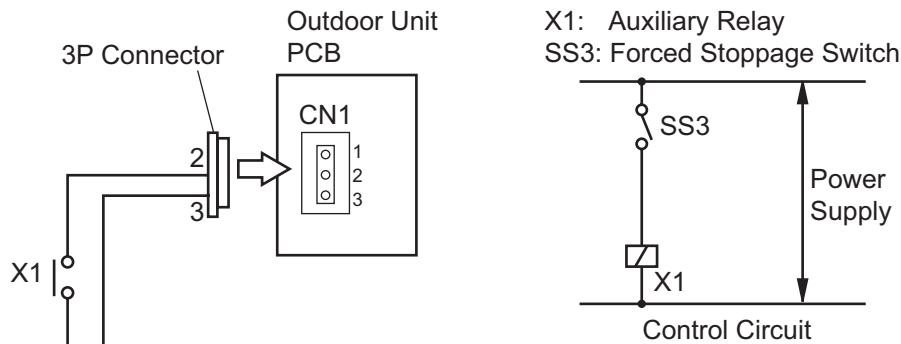 Outdoor Unit
PCB
3P Connector
CN1
1
2
3
2
3
X1
X1: Auxiliary Relay
SS3: Forced Stoppage Switch
SS3
Power
Supply
X1
Control Circuit